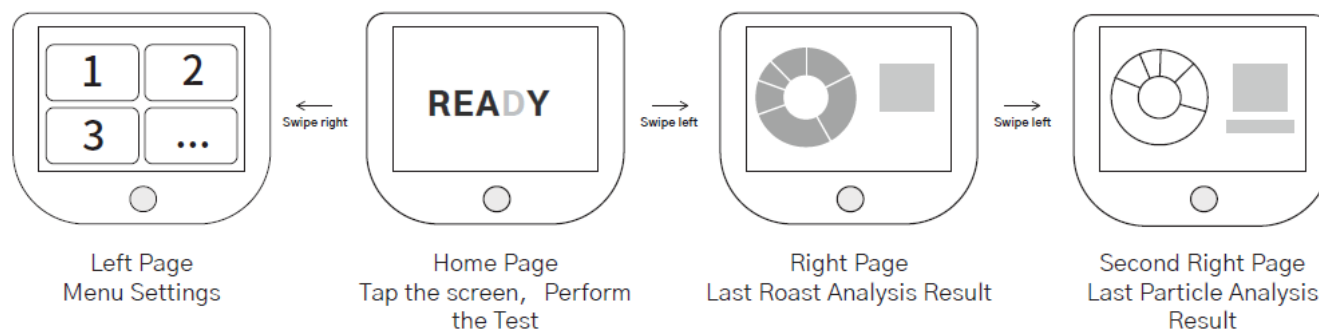 1
2
3
...
READY
Swipe right
Swipe left
Swipe left
Left Page
Menu Settings
Home Page
Tap the screen, Perform
the Test
Right Page
Last Roast Analysis Result
Second Right Page
Last Particle Analysis
Result